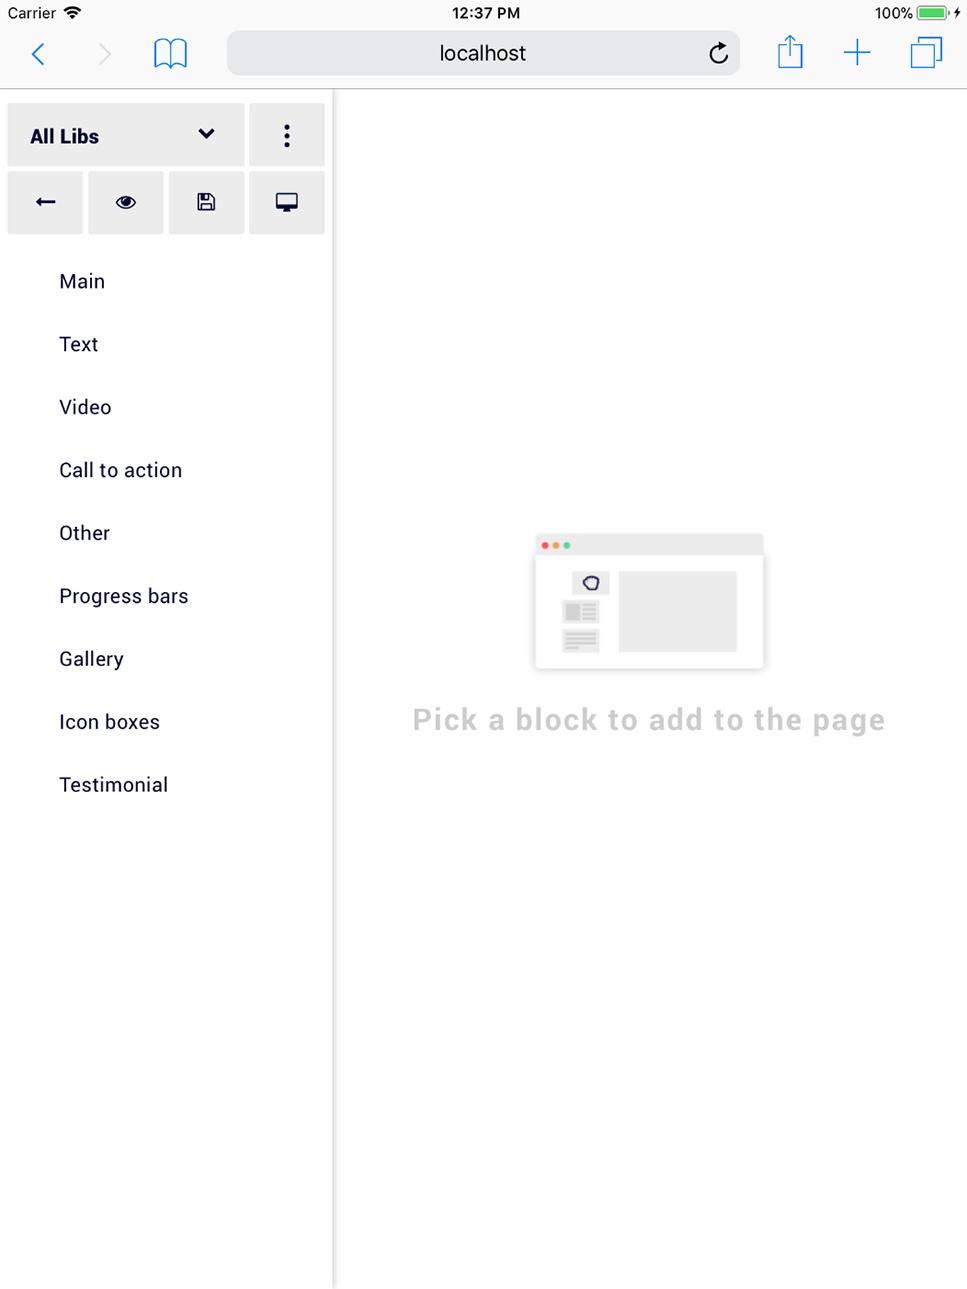 Carrier 12:37 PM 100%
localhost
All Libs
Main
Text
Video
Call to action
Other
Progress bars
Gallery
Icon boxes
Testimonial
Pick a block to add to the page